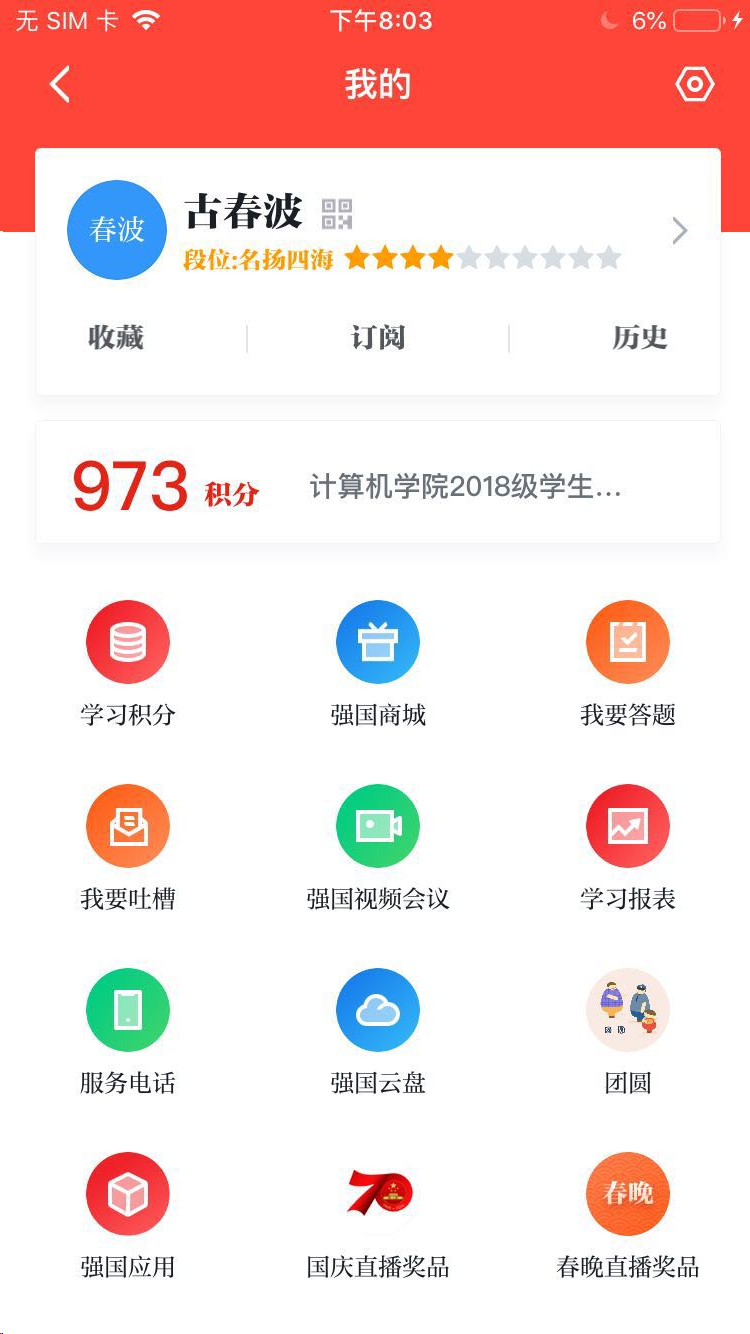 无 SIM 卡 下午8:03 6%
我的
春波 古春波
段位:名扬四海
收藏 订阅 历史
973 积分 计算机学院2018级学生...
学习积分 强国商城 我要答题
我要吐槽 强国视频会议 学习报表
服务电话 强国云盘 团圆
70 春晚
强国应用 国庆直播奖品 春晚直播奖品